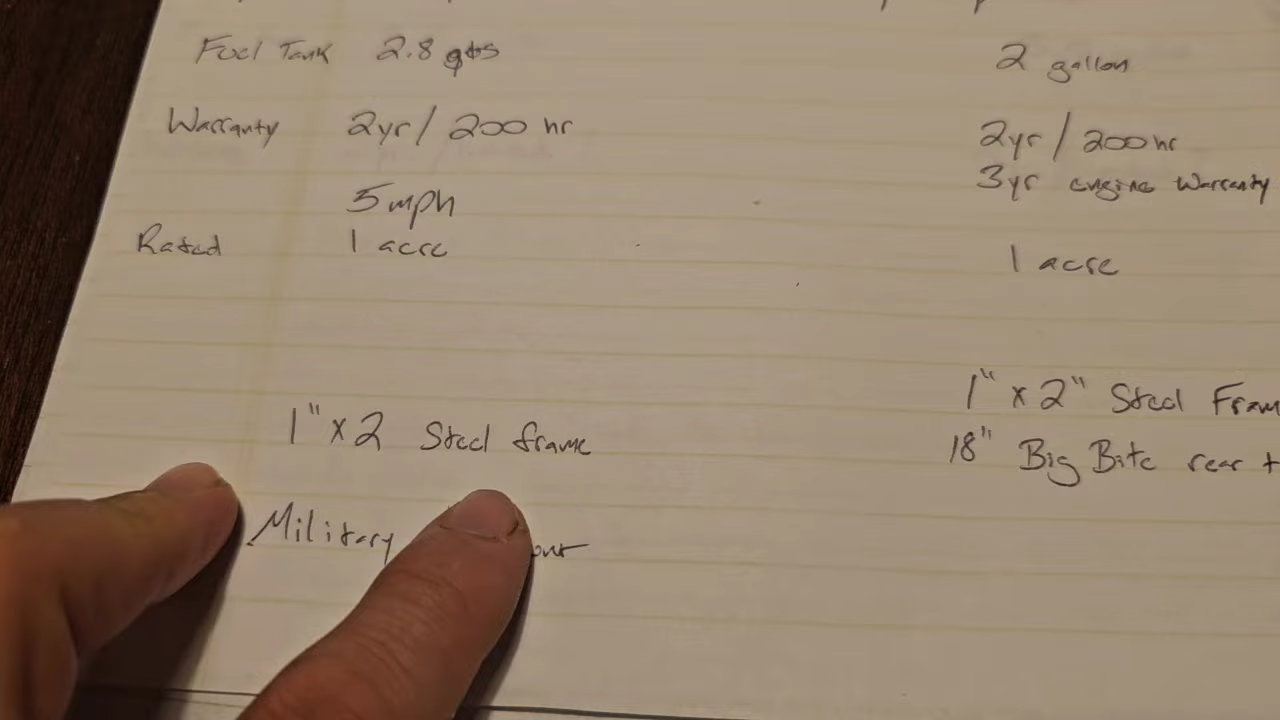 Fuel Tank 2.8 gts 2 gallon
Warranty 2yr / 200 hr 2yr / 200 hr
3yr engine Warranty
5 mph
Rated 1 acre 1 acre
1" x 2" Steel Fram
1" x 2 Steel frame
18" Big Bite rear t
Military